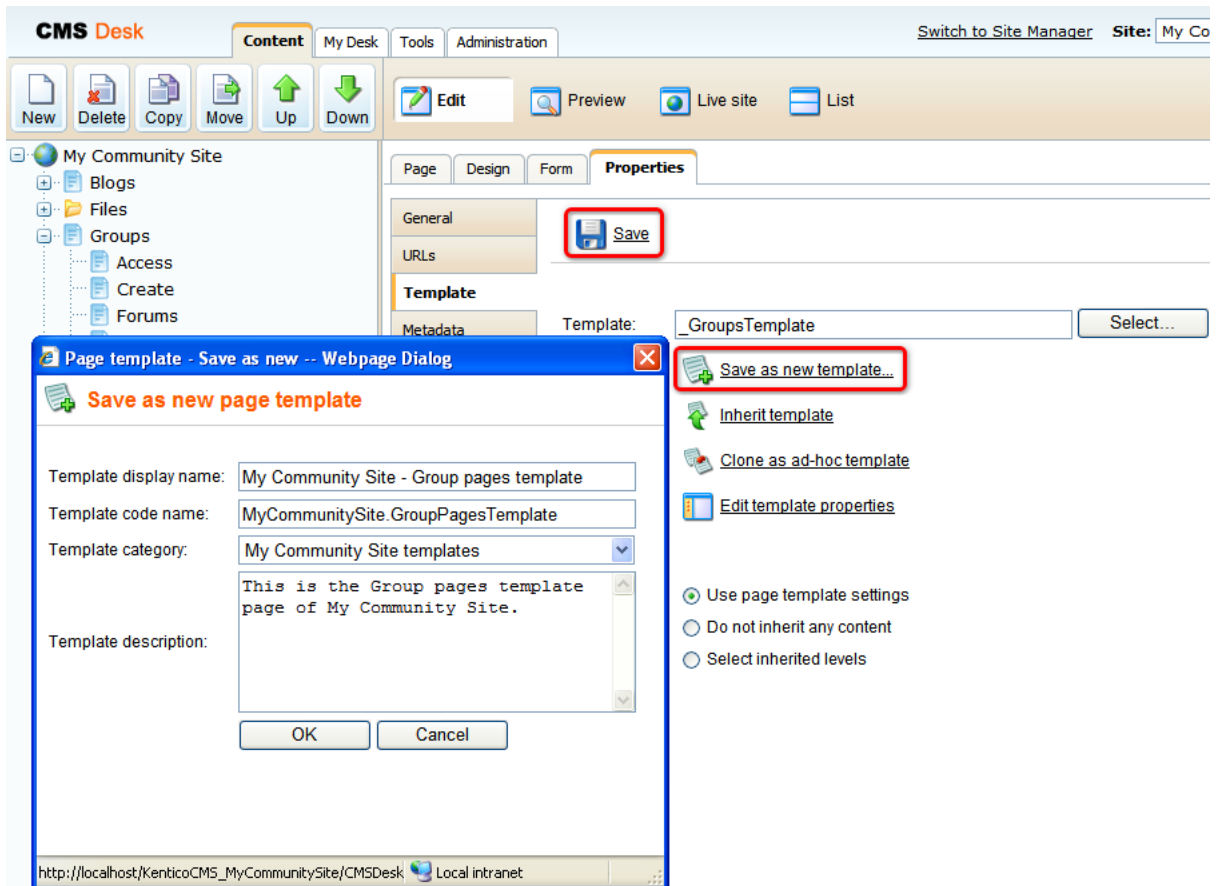 CMS Desk
Content
My Desk
Tools
Administration
Switch to Site Manager
Site: My Co
New
Delete
Copy
Move
Up
Down
Edit
Preview
Live site
List
My Community Site
Blogs
Files
Groups
Access
Create
Forums
Page
Design
Form
Properties
General
URLs
Template
Metadata
Save
Template: _GroupsTemplate
Select...
Save as new template...
Inherit template
Clone as ad-hoc template
Edit template properties
Use page template settings
Do not inherit any content
Select inherited levels
Page template - Save as new -- Webpage Dialog
Save as new page template
Template display name: My Community Site - Group pages template
Template code name: MyCommunitySite.GroupPagesTemplate
Template category: My Community Site templates
Template description:
This is the Group pages template
page of My Community Site.
OK
Cancel
http://localhost/KenticoCMS_MyCommunitySite/CMSDesk
Local intranet